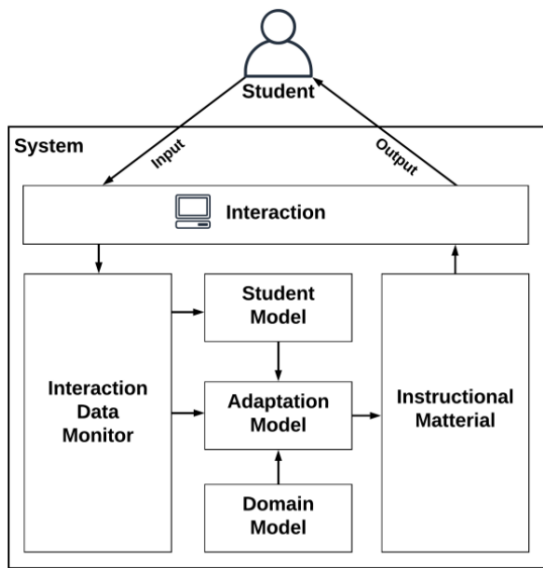 Student
System
Input
Output
Interaction
Student
Model
Interaction
Data
Monitor
Adaptation
Model
Instructional
Matterial
Domain
Model